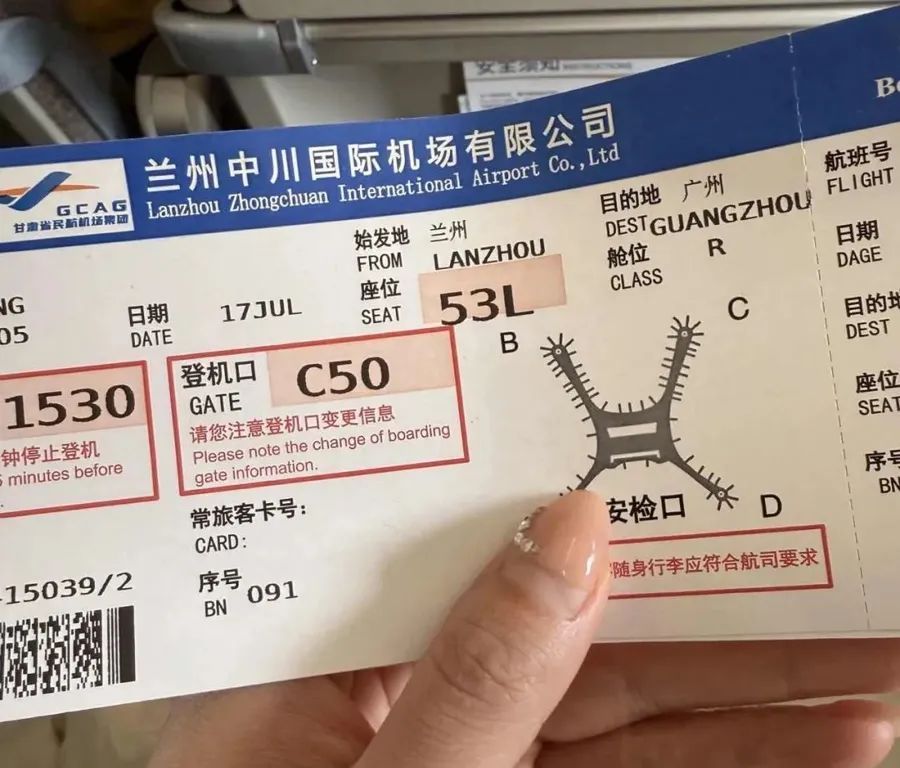 安全须知 INSTRUCTIONS
兰州中川国际机场有限公司
Lanzhou Zhongchuan International Airport Co.,Ltd
GCAG
甘肃省民航机场集团
始发地 兰州
FROM LANZHOU
目的地 广州
DEST GUANGZHOU
航班号
FLIGHT
NG
05
日期 17JUL
DATE
座位 53L
SEAT
舱位 R
CLASS
日期
DAGE
目的地
DEST
座位
SEAT
序号
BN
1530
钟停止登机
5 minutes before
登机口 C50
GATE
请您注意登机口变更信息
Please note the change of boarding
gate information.
B
C
D
安检口
随身行李应符合航司要求
常旅客卡号:
CARD:
序号 091
BN
15039/2